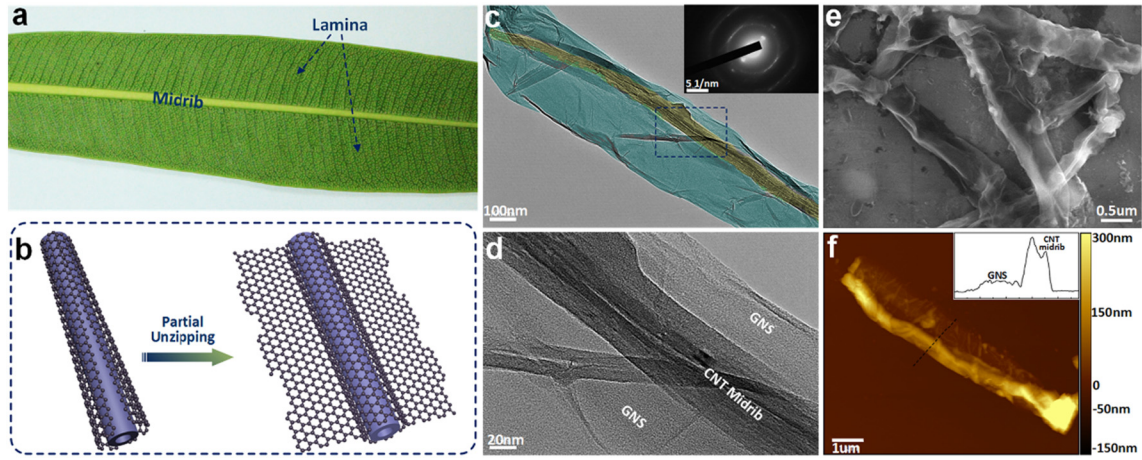 a
Lamina
Midrib
b
Partial
Unzipping
c
5 1/nm
100nm
d
GNS
CNT-Midrib
GNS
20nm
e
0.5um
f
CNT
midrib
GNS
300nm
150nm
0
-50nm
-150nm
1um